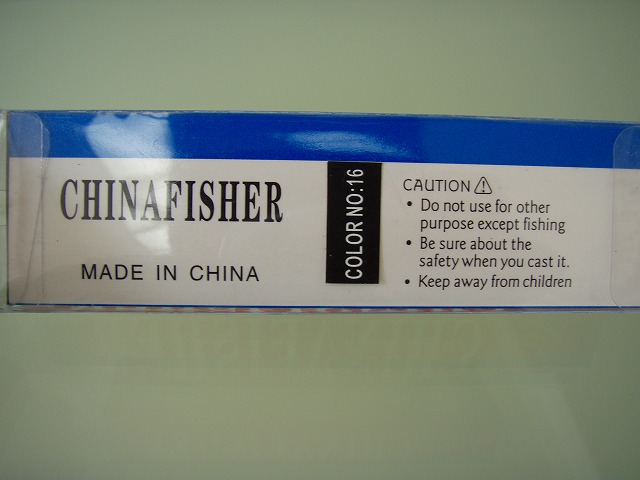 CHINAFISHER
MADE IN CHINA
COLOR NO:16
CAUTION
• Do not use for other
purpose except fishing
• Be sure about the
safety when you cast it.
• Keep away from children